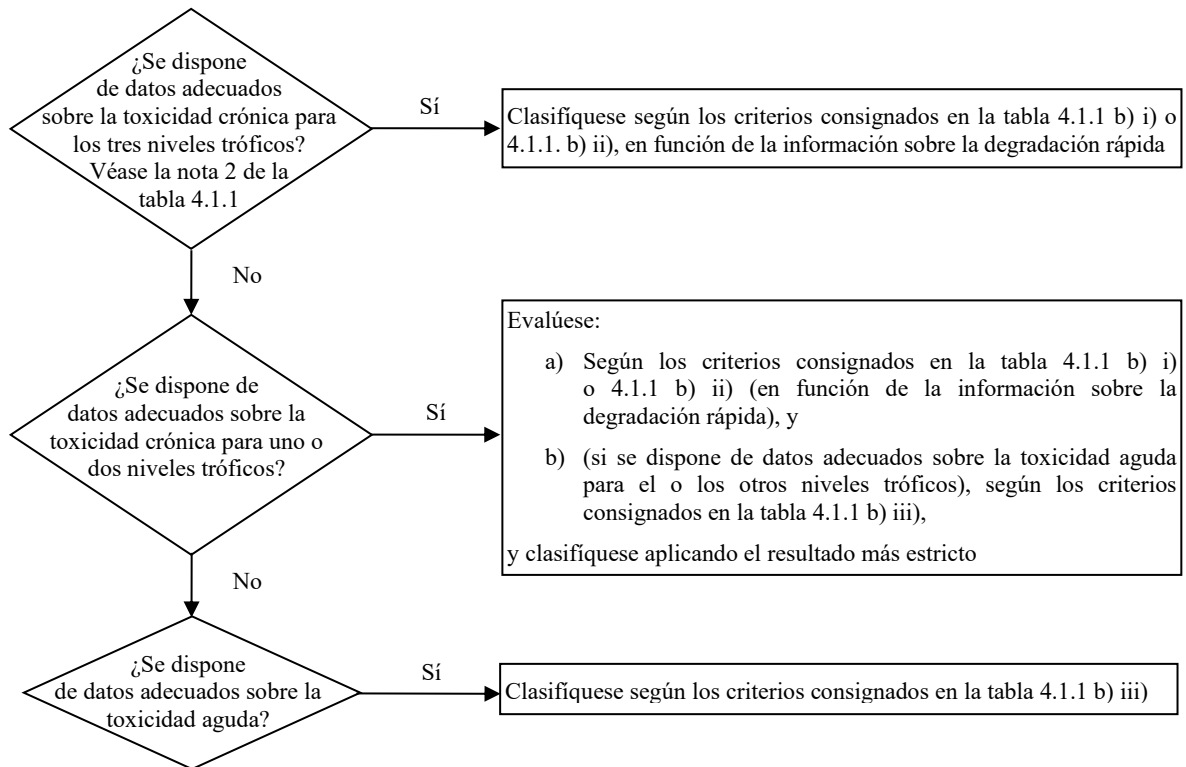 ¿Se dispone
de datos adecuados
sobre la toxicidad crónica para
los tres niveles tróficos?
Véase la nota 2 de la
tabla 4.1.1
Sí
Clasifíquese según los criterios consignados en la tabla 4.1.1 b) i) o
4.1.1. b) ii), en función de la información sobre la degradación rápida
No
¿Se dispone de
datos adecuados sobre la
toxicidad crónica para uno o
dos niveles tróficos?
Sí
Evalúese:
a) Según los criterios consignados en la tabla 4.1.1 b) i)
o 4.1.1 b) ii) (en función de la información sobre la
degradación rápida), y
b) (si se dispone de datos adecuados sobre la toxicidad aguda
para el o los otros niveles tróficos), según los criterios
consignados en la tabla 4.1.1 b) iii),
y clasifíquese aplicando el resultado más estricto
No
¿Se dispone
de datos adecuados sobre la
toxicidad aguda?
Sí
Clasifíquese según los criterios consignados en la tabla 4.1.1 b) iii)